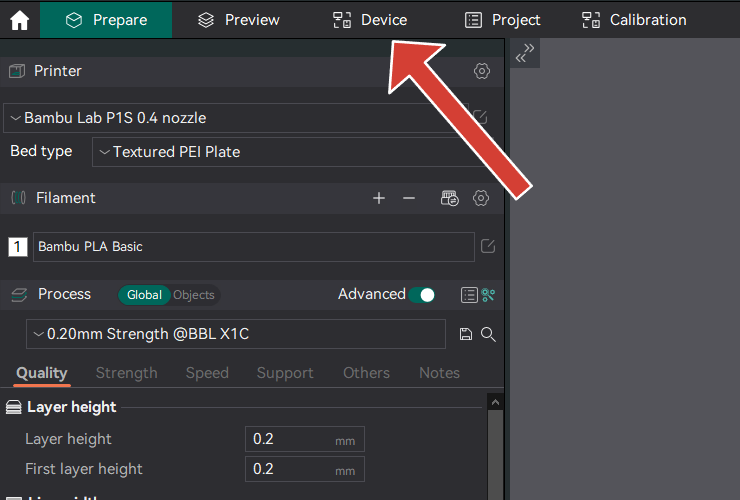 Prepare Preview Device Project Calibration
Printer
Bambu Lab P1S 0.4 nozzle
Bed type Textured PEI Plate
Filament
1 Bambu PLA Basic
Process Global Objects Advanced
0.20mm Strength @BBL X1C
Quality Strength Speed Support Others Notes
Layer height
Layer height 0.2 mm
First layer height 0.2 mm